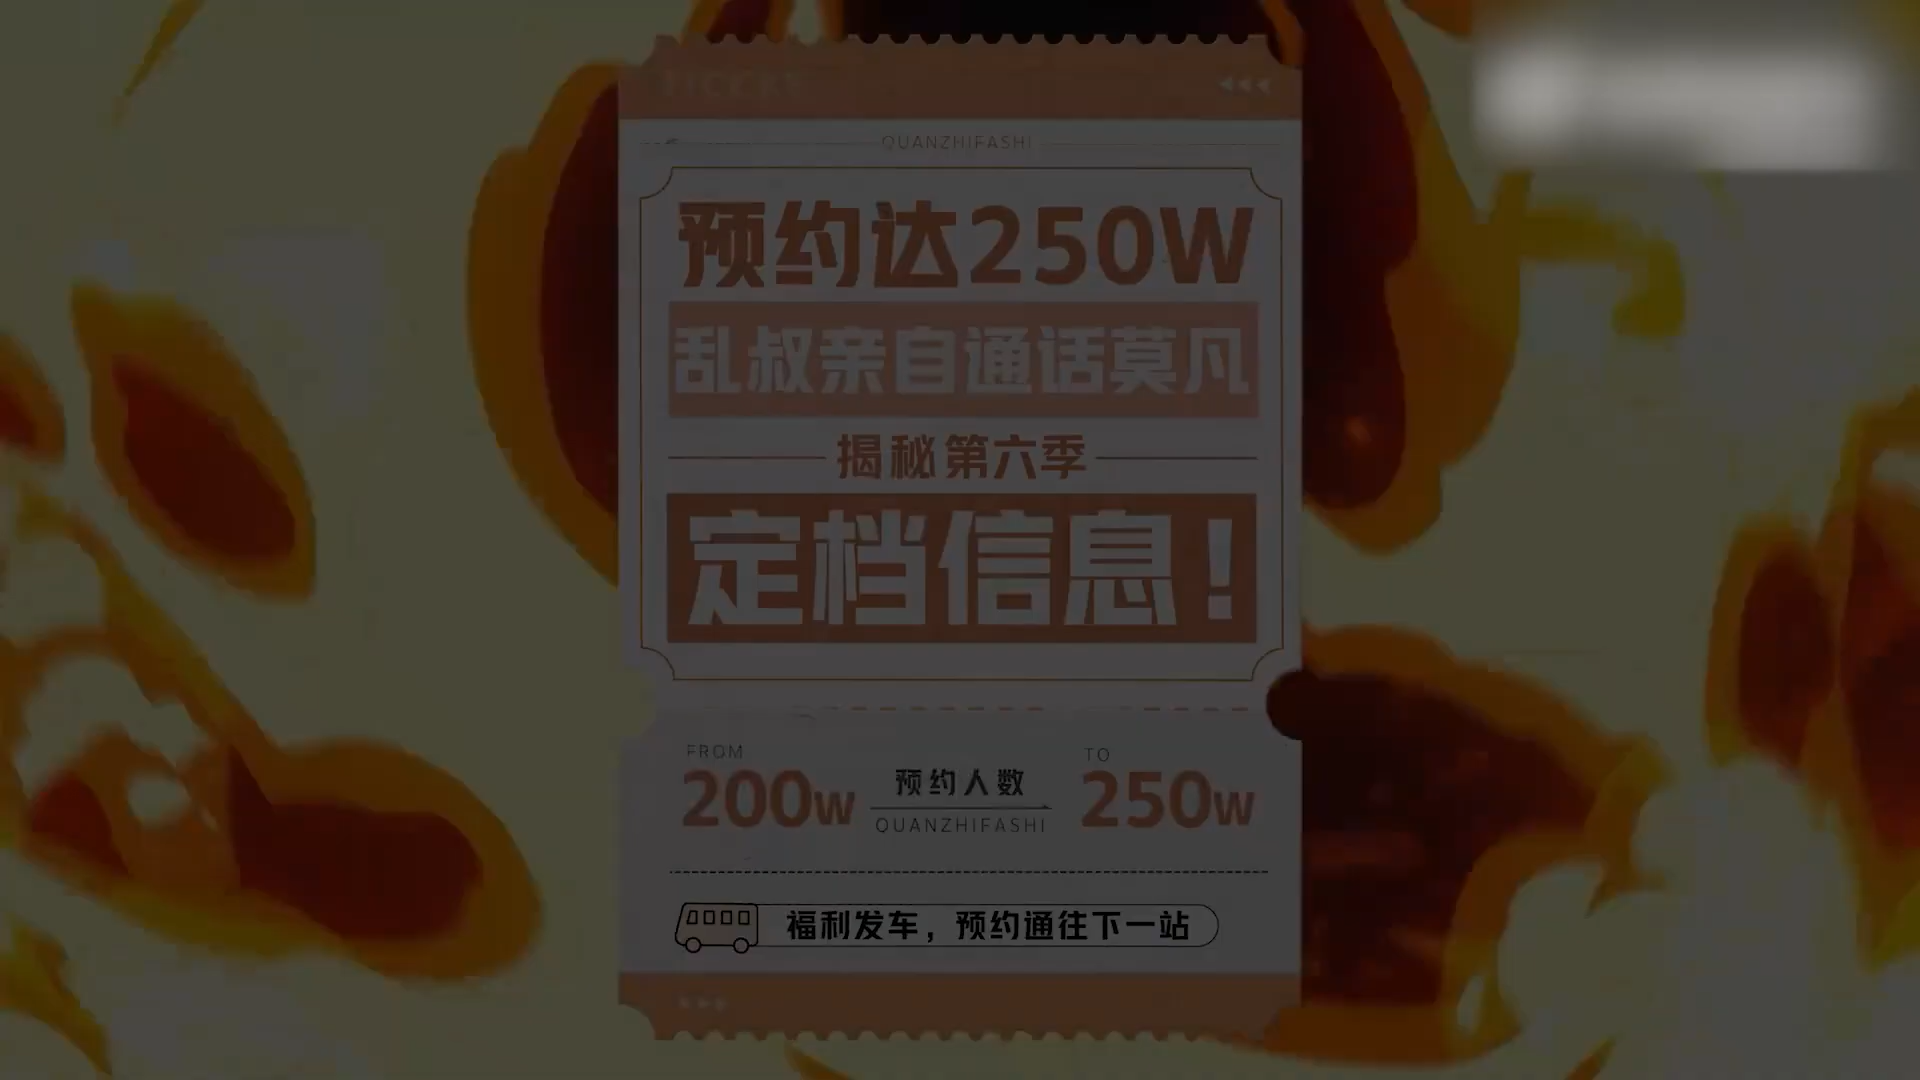 QUANZHIFASHI
预约达250W
乱叔亲自通话莫凡
揭秘第六季
定档信息!
FROM
200W
预约人数
QUANZHIFASHI
TO
250W
福利发车，预约通往下一站